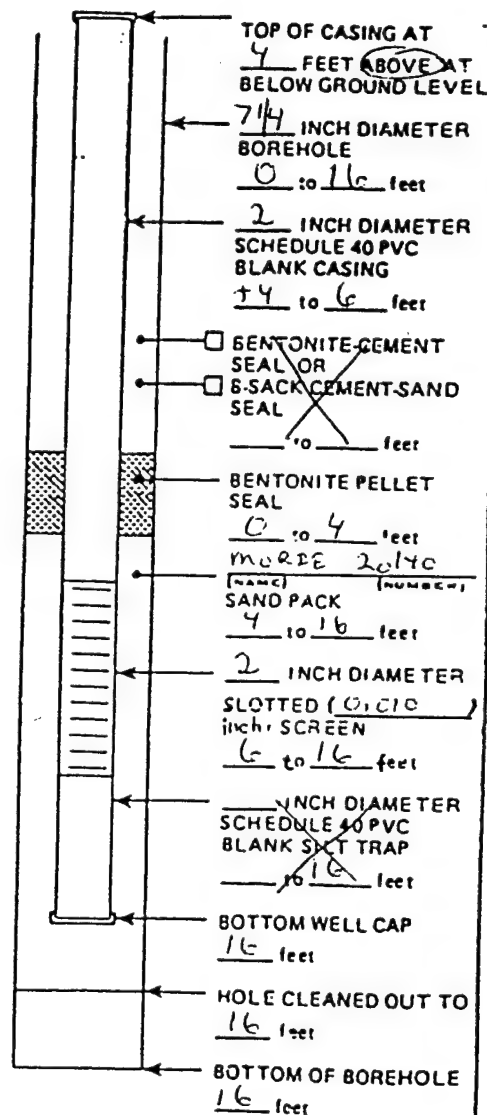 TOP OF CASING AT
4 FEET ABOVE AT
BELOW GROUND LEVEL
7 1/4 INCH DIAMETER
BOREHOLE
0 to 16 feet
2 INCH DIAMETER
SCHEDULE 40 PVC
BLANK CASING
+4 to 6 feet
BENTONITE-CEMENT
SEAL OR
6-SACK CEMENT-SAND
SEAL
to feet
BENTONITE PELLET
SEAL
0 to 4 feet
MORIE 20/40
(NAME) (NUMBER)
SAND PACK
4 to 16 feet
2 INCH DIAMETER
SLOTTED (0.010
inch) SCREEN
6 to 16 feet
INCH DIAMETER
SCHEDULE 40 PVC
BLANK SILT TRAP
to 16 feet
BOTTOM WELL CAP
16 feet
HOLE CLEANED OUT TO
16 feet
BOTTOM OF BOREHOLE
16 feet